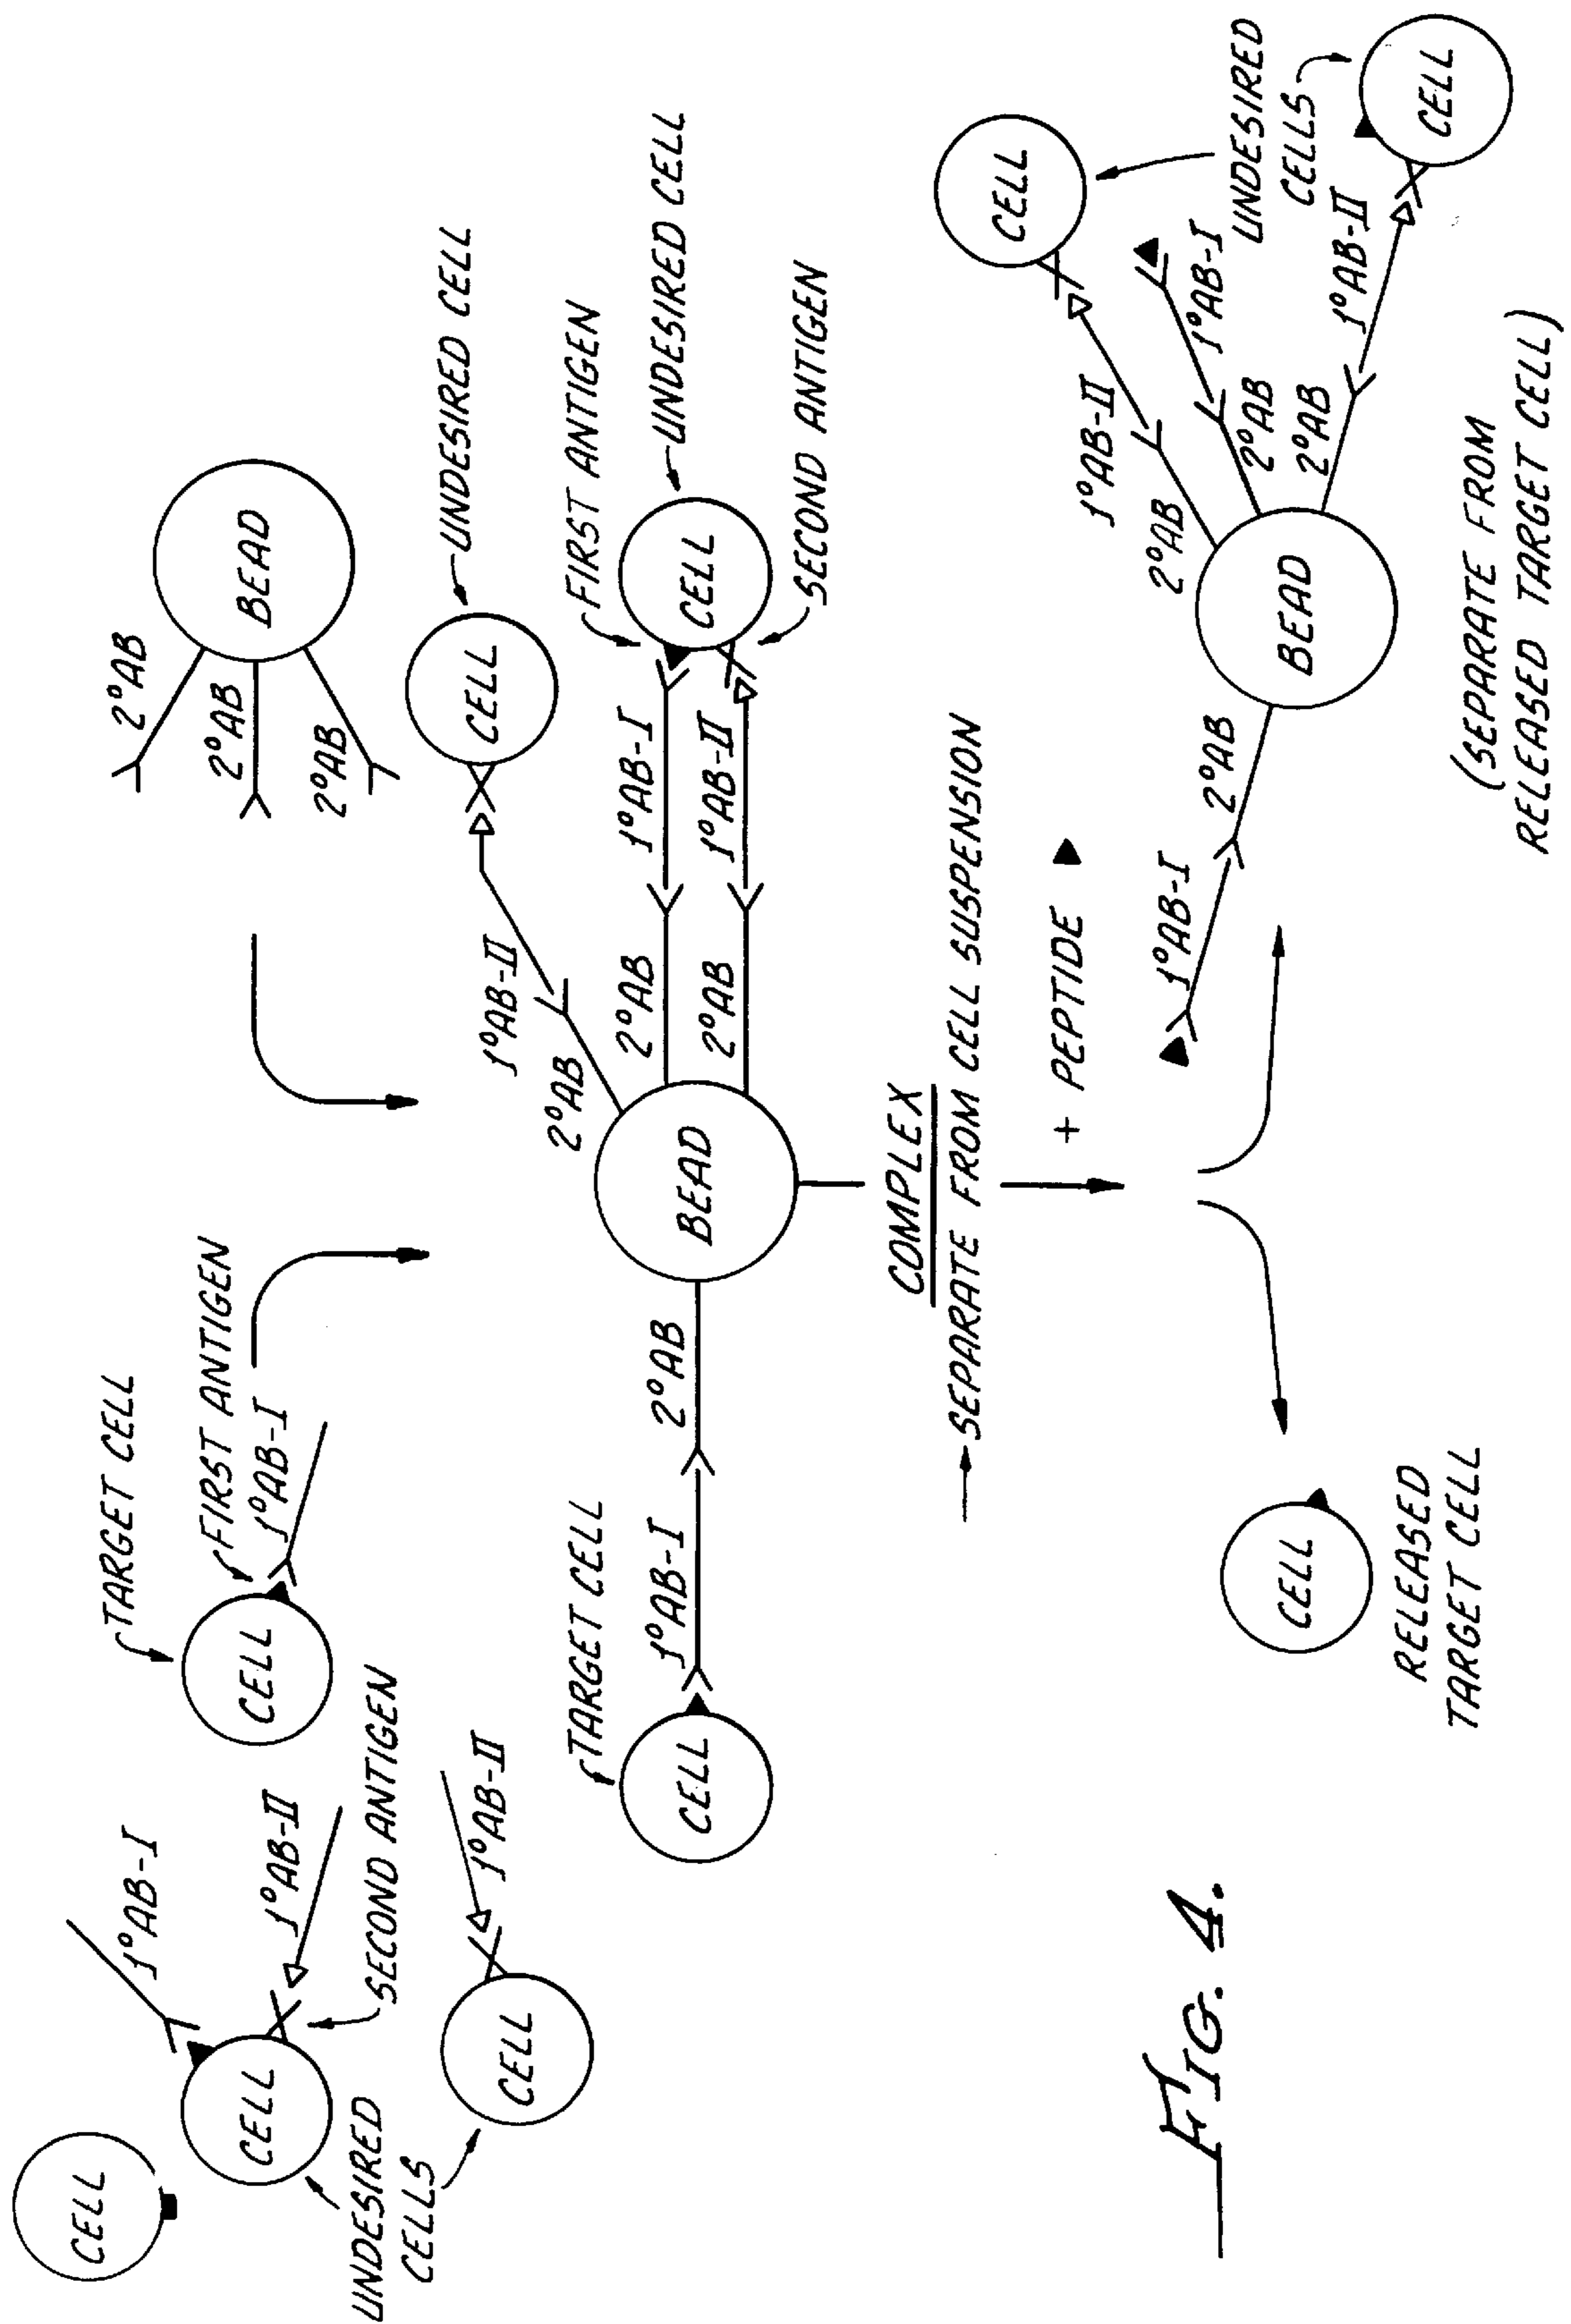 CELL
1°AB-I
CELL
1°AB-II
SECOND ANTIGEN
UNDESIRED
CELLS
CELL
1°AB-II
TARGET CELL
FIRST ANTIGEN
1°AB-I
CELL
2°AB
2°AB
2°AB
BEAD
TARGET CELL
CELL
1°AB-I
2°AB
BEAD
2°AB
1°AB-II
CELL
UNDESIRED CELL
2°AB
1°AB-I
FIRST ANTIGEN
CELL
UNDESIRED CELL
2°AB
1°AB-II
SECOND ANTIGEN
COMPLEX
SEPARATE FROM CELL SUSPENSION
+ PEPTIDE
CELL
RELEASED
TARGET CELL
1°AB-I
2°AB
BEAD
2°AB
1°AB-II
CELL
2°AB
1°AB-I
2°AB
1°AB-II
CELL
UNDESIRED
CELLS
(SEPARATE FROM
RELEASED TARGET CELL)
FIG. 4.